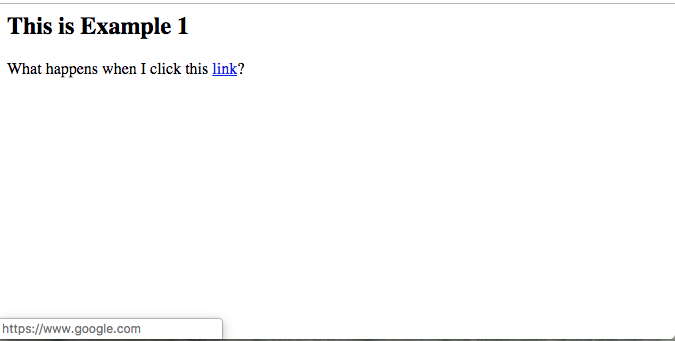 This is Example 1
What happens when I click this link?
https://www.google.com